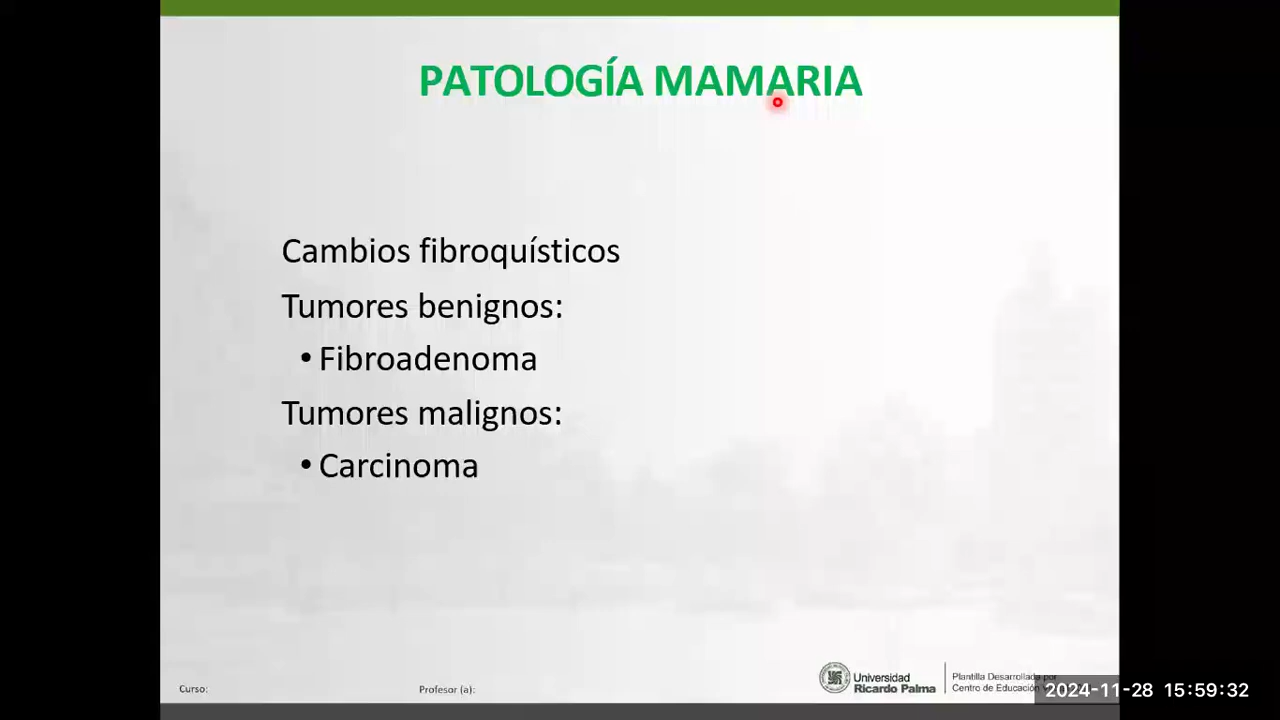 PATOLOGÍA MAMARIA
Cambios fibroquísticos
Tumores benignos:
• Fibroadenoma
Tumores malignos:
• Carcinoma
Curso:
Profesor (a):
Universidad
Ricardo Palma
Plantilla Desarrollada por
Centro de Educación
2024-11-28 15:59:32